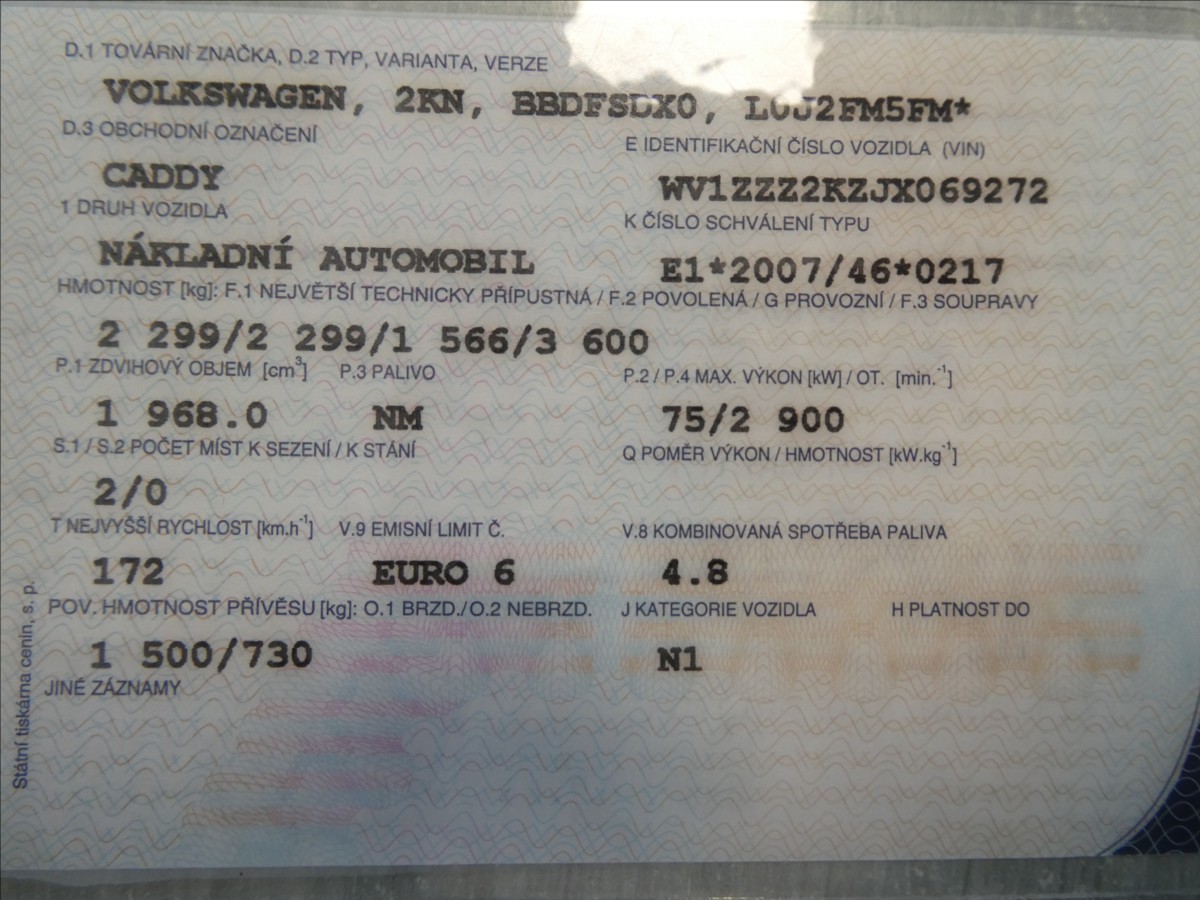 D.1 TOVÁRNÍ ZNAČKA, D.2 TYP, VARIANTA, VERZE
VOLKSWAGEN, 2KN, BBDFSDX0, L0J2FM5FM*
D.3 OBCHODNÍ OZNAČENÍ
E IDENTIFIKAČNÍ ČÍSLO VOZIDLA (VIN)
CADDY
WV1ZZZ2KZJX069272
1 DRUH VOZIDLA
K ČÍSLO SCHVÁLENÍ TYPU
NÁKLADNÍ AUTOMOBIL
E1*2007/46*0217
HMOTNOST [kg]: F.1 NEJVĚTŠÍ TECHNICKY PŘÍPUSTNÁ / F.2 POVOLENÁ / G PROVOZNÍ / F.3 SOUPRAVY
2 299/2 299/1 566/3 600
P.1 ZDVIHOVÝ OBJEM [cm³] P.3 PALIVO
P.2 / P.4 MAX. VÝKON [kW] / OT. [min.⁻¹]
1 968.0 NM
75/2 900
S.1 / S.2 POČET MÍST K SEZENÍ / K STÁNÍ
Q POMĚR VÝKON / HMOTNOST [kW.kg⁻¹]
2/0
T NEJVYŠŠÍ RYCHLOST [km.h⁻¹] V.9 EMISNÍ LIMIT Č.
V.8 KOMBINOVANÁ SPOTŘEBA PALIVA
172 EURO 6 4.8
POV. HMOTNOST PŘÍVĚSU [kg]: O.1 BRZD./O.2 NEBRZD. J KATEGORIE VOZIDLA H PLATNOST DO
1 500/730 N1
JINÉ ZÁZNAMY
Státní tiskárna cenin, s. p.